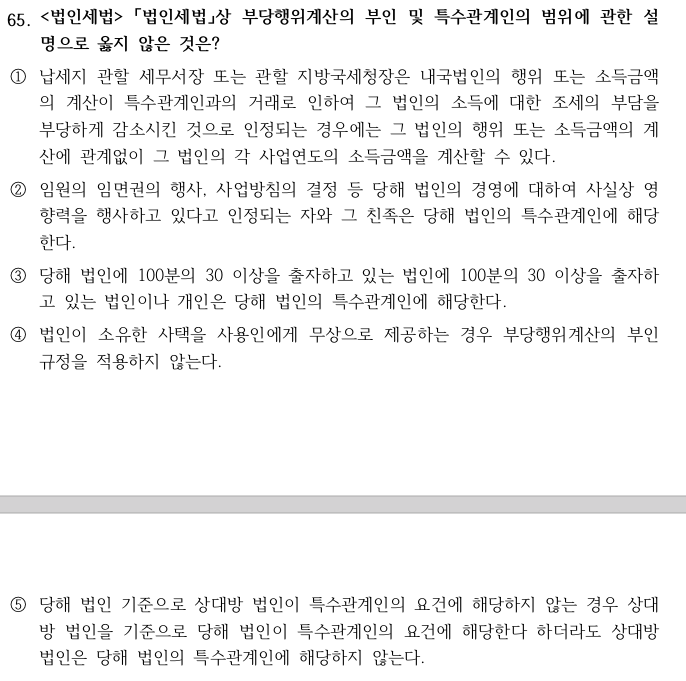 65. <법인세법> 「법인세법」상 부당행위계산의 부인 및 특수관계인의 범위에 관한 설
명으로 옳지 않은 것은?
① 납세지 관할 세무서장 또는 관할 지방국세청장은 내국법인의 행위 또는 소득금액
의 계산이 특수관계인과의 거래로 인하여 그 법인의 소득에 대한 조세의 부담을
부당하게 감소시킨 것으로 인정되는 경우에는 그 법인의 행위 또는 소득금액의 계
산에 관계없이 그 법인의 각 사업연도의 소득금액을 계산할 수 있다.
② 임원의 임면권의 행사, 사업방침의 결정 등 당해 법인의 경영에 대하여 사실상 영
향력을 행사하고 있다고 인정되는 자와 그 친족은 당해 법인의 특수관계인에 해당
한다.
③ 당해 법인에 100분의 30 이상을 출자하고 있는 법인에 100분의 30 이상을 출자하
고 있는 법인이나 개인은 당해 법인의 특수관계인에 해당한다.
④ 법인이 소유한 사택을 사용인에게 무상으로 제공하는 경우 부당행위계산의 부인
규정을 적용하지 않는다.
⑤ 당해 법인 기준으로 상대방 법인이 특수관계인의 요건에 해당하지 않는 경우 상대
방 법인을 기준으로 당해 법인이 특수관계인의 요건에 해당한다 하더라도 상대방
법인은 당해 법인의 특수관계인에 해당하지 않는다.